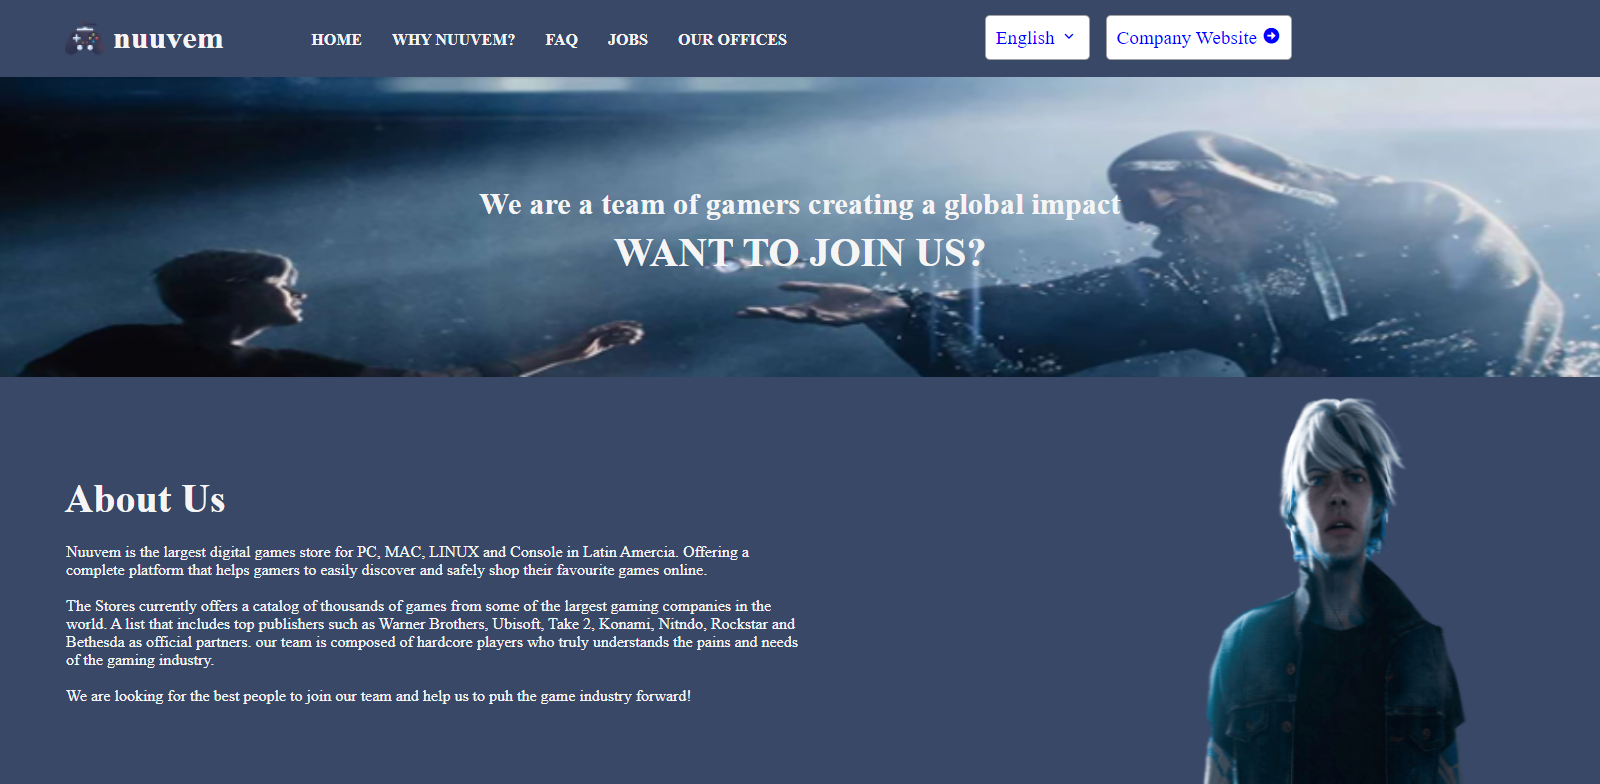 nuuvem
HOME WHY NUUVEM? FAQ JOBS OUR OFFICES
English
Company Website
We are a team of gamers creating a global impact
WANT TO JOIN US?
About Us
Nuuvem is the largest digital games store for PC, MAC, LINUX and Console in Latin Amercia. Offering a
complete platform that helps gamers to easily discover and safely shop their favourite games online.
The Stores currently offers a catalog of thousands of games from some of the largest gaming companies in the
world. A list that includes top publishers such as Warner Brothers, Ubisoft, Take 2, Konami, Nitndo, Rockstar and
Bethesda as official partners. our team is composed of hardcore players who truly understands the pains and needs
of the gaming industry.
We are looking for the best people to join our team and help us to puh the game industry forward!